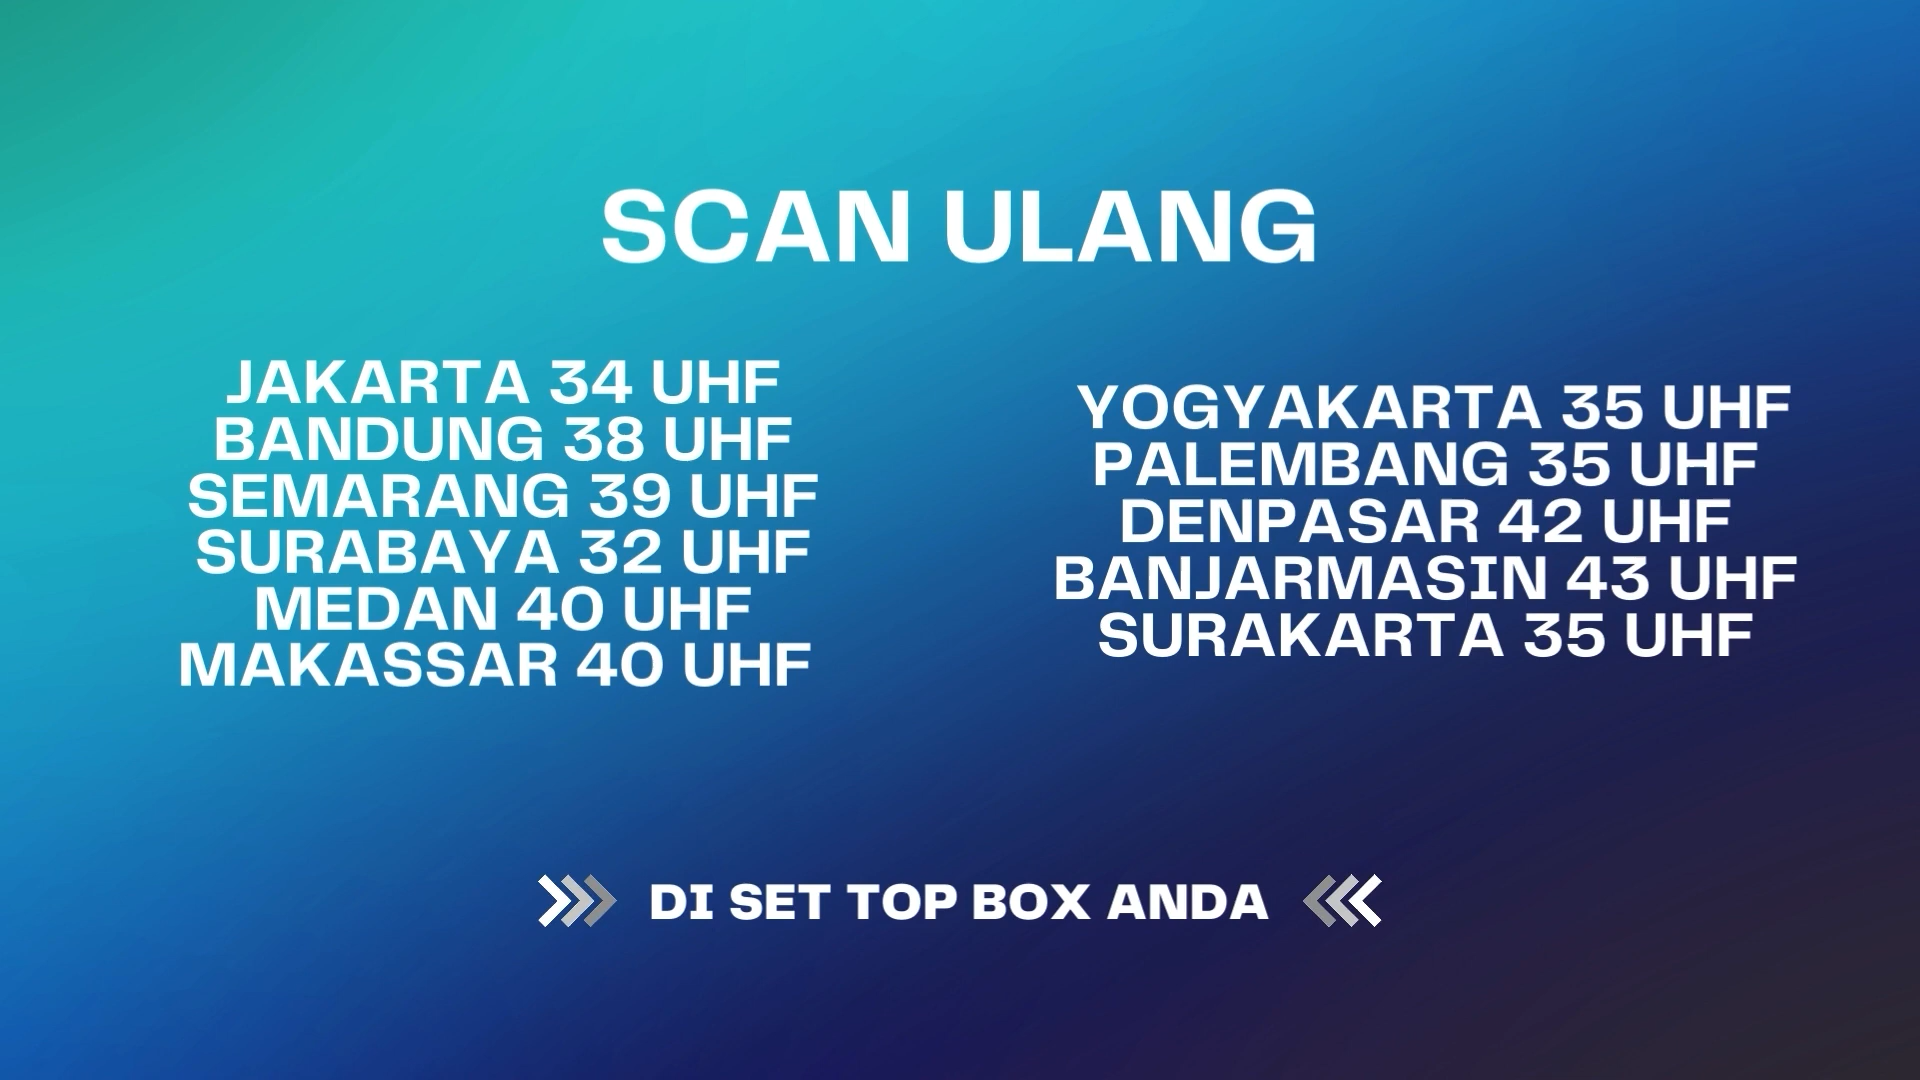 SCAN ULANG
JAKARTA 34 UHF
BANDUNG 38 UHF
SEMARANG 39 UHF
SURABAYA 32 UHF
MEDAN 40 UHF
MAKASSAR 40 UHF
YOGYAKARTA 35 UHF
PALEMBANG 35 UHF
DENPASAR 42 UHF
BANJARMASIN 43 UHF
SURAKARTA 35 UHF
DI SET TOP BOX ANDA